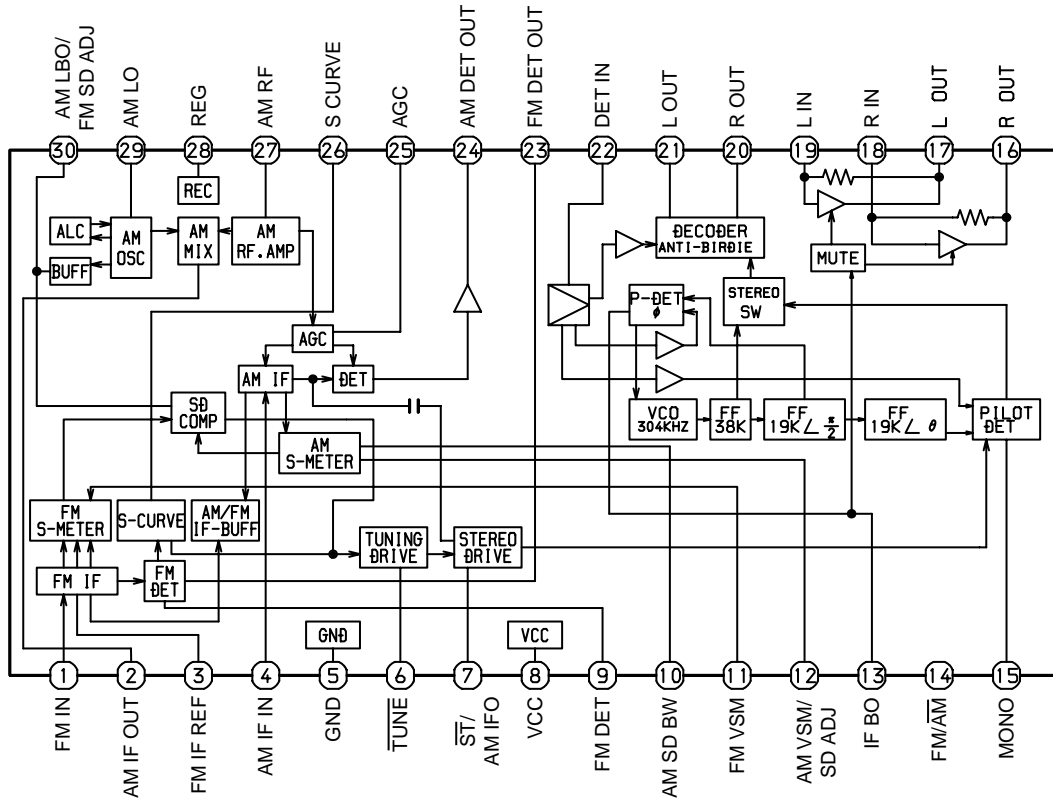 AM LBO/
FM SD ADJ
AM LO
REG
AM RF
S CURVE
AGC
AM DET OUT
FM DET OUT
DET IN
L OUT
R OUT
L IN
R IN
L OUT
R OUT
30
29
28
27
26
25
24
23
22
21
20
19
18
17
16
REC
ALC
AM
OSC
AM
MIX
AM
RF.AMP
BUFF
DECODER
ANTI-BIRDIE
MUTE
P-DET
ϕ
STEREO
SW
AGC
AM IF
DET
SD
COMP
VCO
304KHZ
FF
38K
FF
19K∠ π/2
FF
19K∠ θ
PILOT
DET
AM
S-METER
FM
S-METER
S-CURVE
AM/FM
IF-BUFF
TUNING
DRIVE
STEREO
DRIVE
FM IF
FM
DET
GND
VCC
1
2
3
4
5
6
7
8
9
10
11
12
13
14
15
FM IN
AM IF OUT
FM IF REF
AM IF IN
GND
T̅U̅N̅E̅
S̅T̅/
AM IFO
VCC
FM DET
AM SD BW
FM VSM
AM VSM/
SD ADJ
IF BO
FM/A̅M̅
MONO